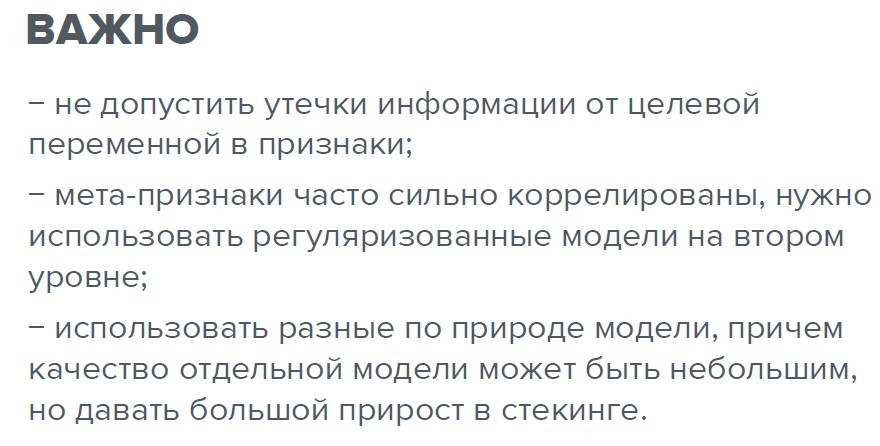 ВАЖНО
− не допустить утечки информации от целевой
переменной в признаки;
− мета-признаки часто сильно коррелированы, нужно
использовать регуляризованные модели на втором
уровне;
− использовать разные по природе модели, причем
качество отдельной модели может быть небольшим,
но давать большой прирост в стекинге.